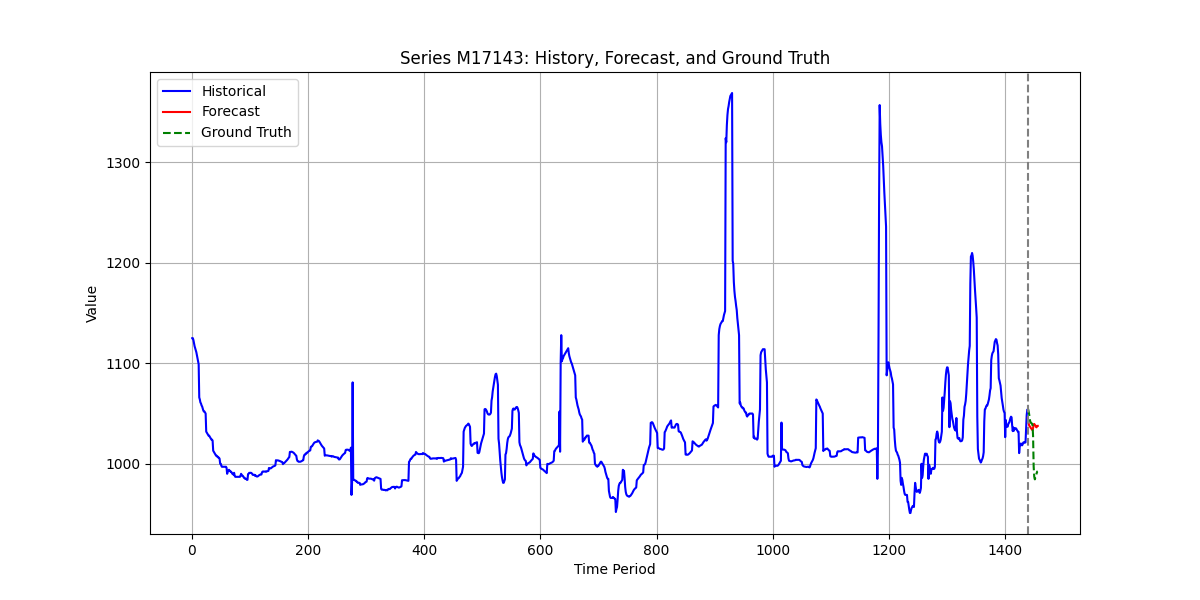 Series M17143: History, Forecast, and Ground Truth
Historical
Forecast
Ground Truth
1300
1200
1100
1000
Value
0 200 400 600 800 1000 1200 1400
Time Period